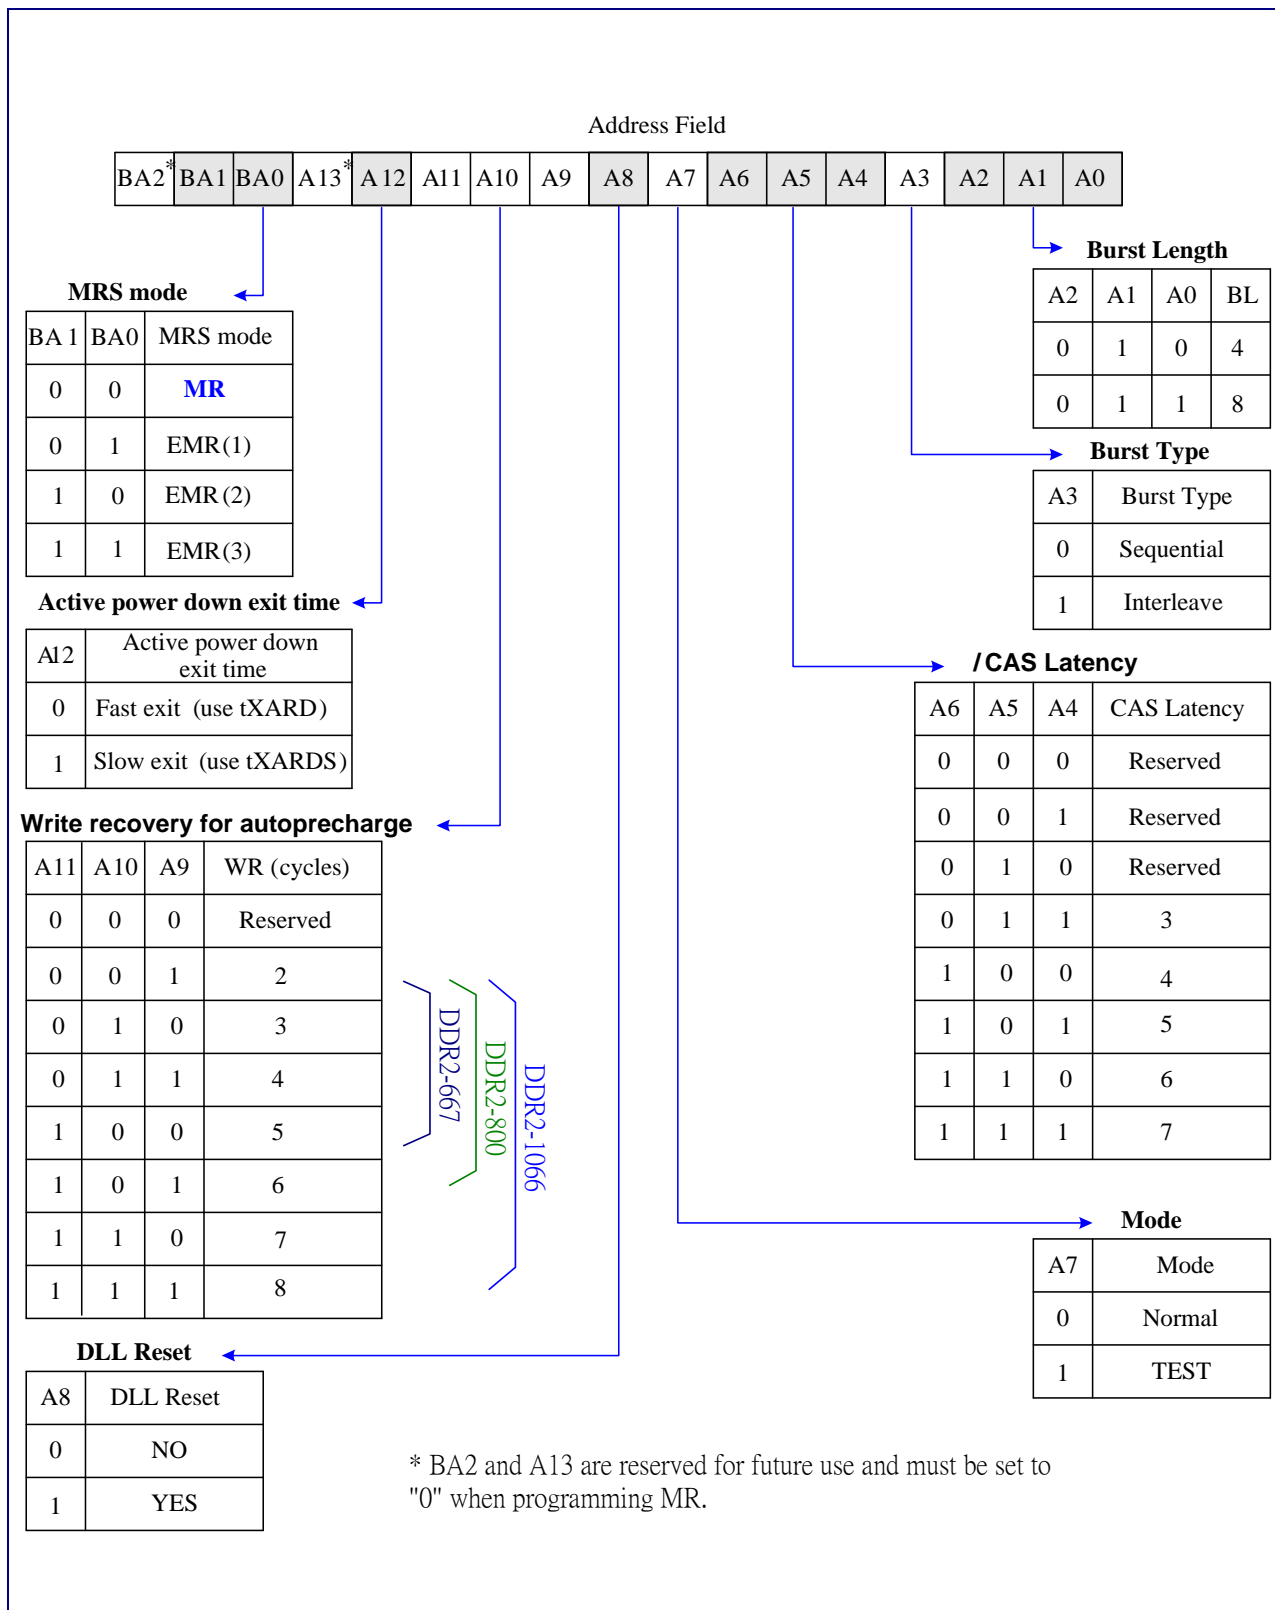 Address Field
BA2* BA1 BA0 A13* A12 A11 A10 A9 A8 A7 A6 A5 A4 A3 A2 A1 A0
MRS mode
BA1 BA0 MRS mode
0 0 MR
0 1 EMR(1)
1 0 EMR(2)
1 1 EMR(3)
Active power down exit time
A12 Active power down
exit time
0 Fast exit (use tXARD)
1 Slow exit (use tXARDS)
Write recovery for autoprecharge
A11 A10 A9 WR (cycles)
0 0 0 Reserved
0 0 1 2
0 1 0 3
0 1 1 4
1 0 0 5
1 0 1 6
1 1 0 7
1 1 1 8
DDR2-667
DDR2-800
DDR2-1066
DLL Reset
A8 DLL Reset
0 NO
1 YES
Burst Length
A2 A1 A0 BL
0 1 0 4
0 1 1 8
Burst Type
A3 Burst Type
0 Sequential
1 Interleave
/CAS Latency
A6 A5 A4 CAS Latency
0 0 0 Reserved
0 0 1 Reserved
0 1 0 Reserved
0 1 1 3
1 0 0 4
1 0 1 5
1 1 0 6
1 1 1 7
Mode
A7 Mode
0 Normal
1 TEST
* BA2 and A13 are reserved for future use and must be set to
"0" when programming MR.